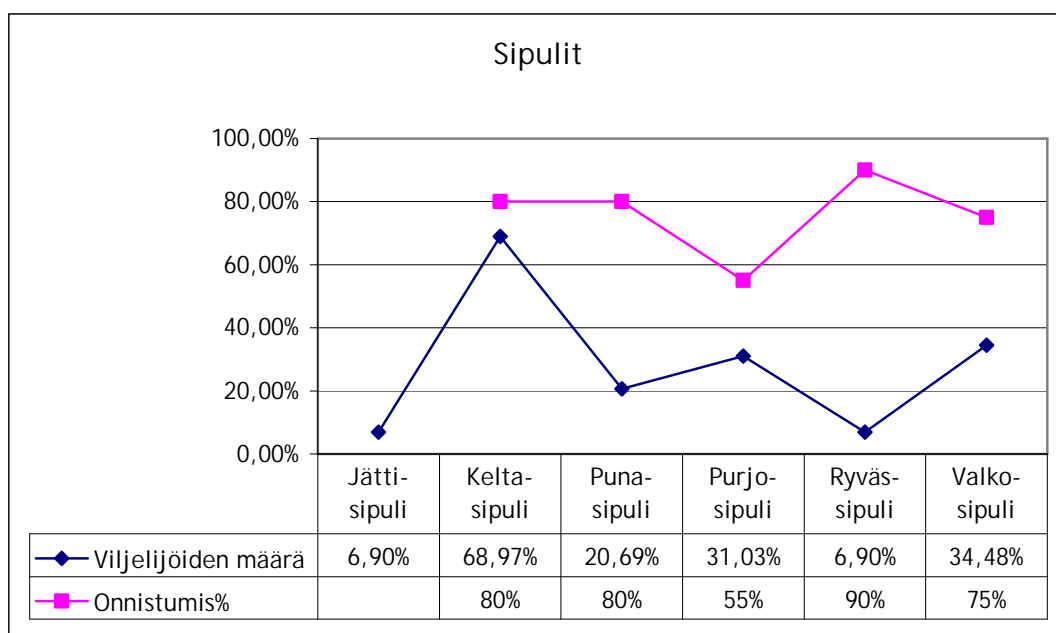 Sipulit
100,00%
80,00%
60,00%
40,00%
20,00%
0,00%
Jätti-
sipuli
Kelta-
sipuli
Puna-
sipuli
Purjo-
sipuli
Ryväs-
sipuli
Valko-
sipuli
Viljelijöiden määrä 6,90% 68,97% 20,69% 31,03% 6,90% 34,48%
Onnistumis% 80% 80% 55% 90% 75%